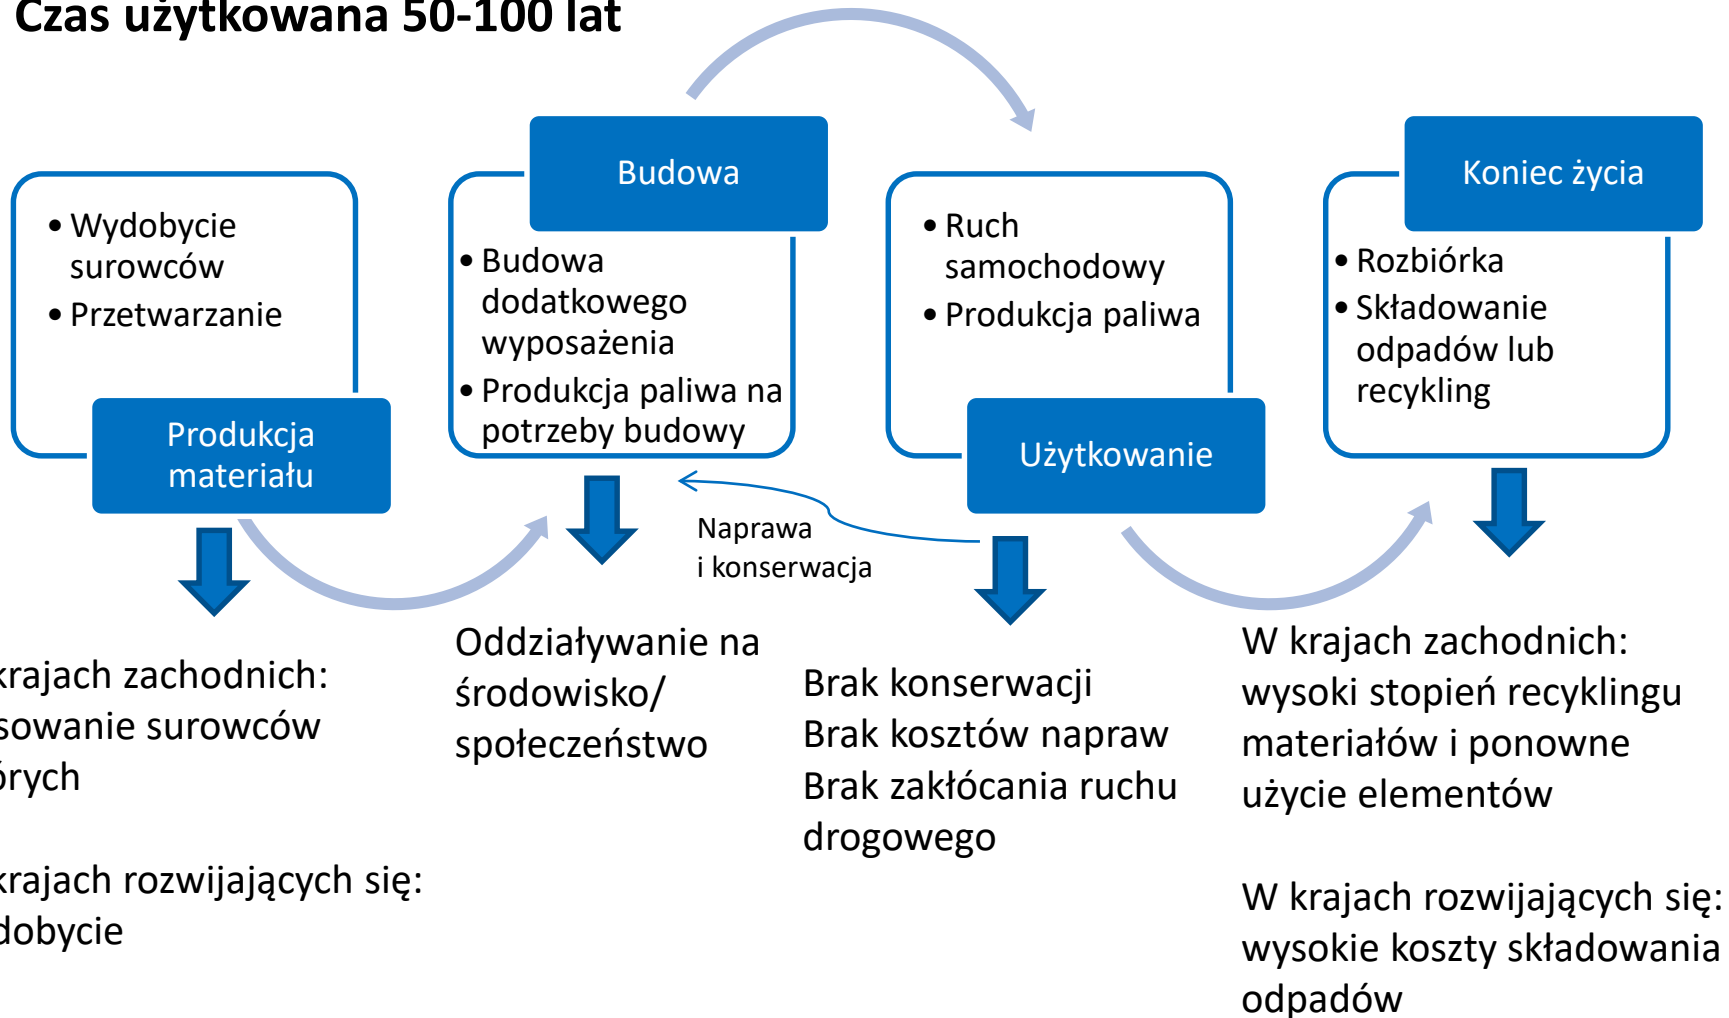 Czas użytkowana 50-100 lat
• Wydobycie
surowców
• Przetwarzanie
Produkcja
materiału
Budowa
• Budowa
dodatkowego
wyposażenia
• Produkcja paliwa na
potrzeby budowy
• Ruch
samochodowy
• Produkcja paliwa
Użytkowanie
Koniec życia
• Rozbiórka
• Składowanie
odpadów lub
recykling
Naprawa
i konserwacja
krajach zachodnich:
sowanie surowców
órych
krajach rozwijających się:
dobycie
Oddziaływanie na
środowisko/
społeczeństwo
Brak konserwacji
Brak kosztów napraw
Brak zakłócania ruchu
drogowego
W krajach zachodnich:
wysoki stopień recyklingu
materiałów i ponowne
użycie elementów
W krajach rozwijających się:
wysokie koszty składowania
odpadów